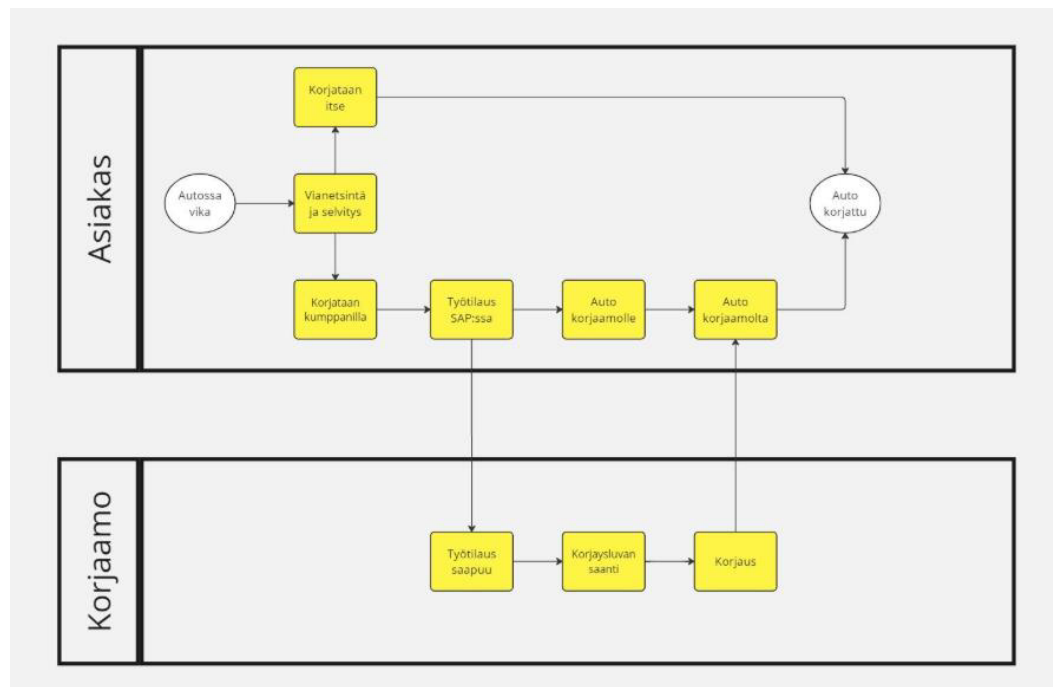 Asiakas
Korjataan
itse
Autossa
vika
Vianetsintä
ja selvitys
Auto
korjattu
Korjataan
kumppanilla
Työtilaus
SAP:ssa
Auto
korjaamolle
Auto
korjaamolta
Korjaamo
Työtilaus
saapuu
Korjaysluvan
saanti
Korjaus